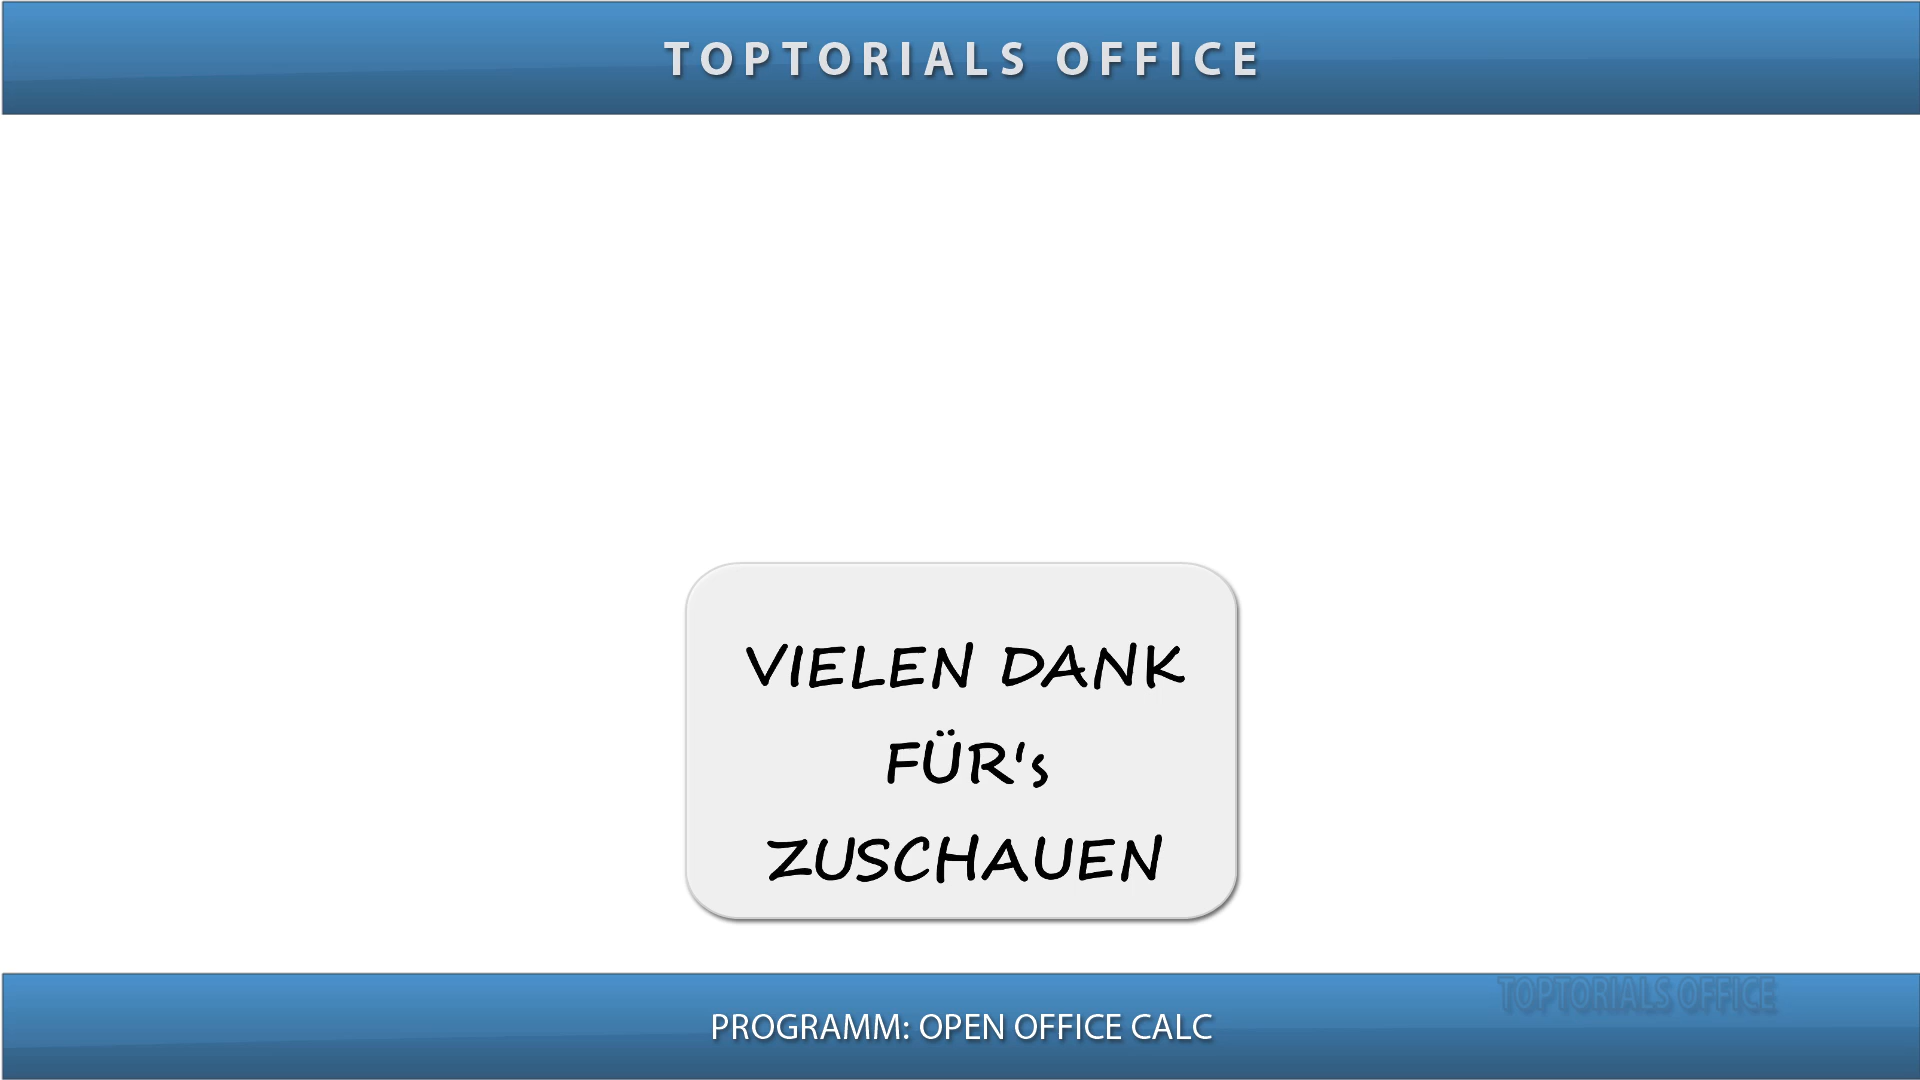 TOPTORIALS OFFICE
VIELEN DANK
FÜR's
ZUSCHAUEN
TOPTORIALS OFFICE
PROGRAMM: OPEN OFFICE CALC